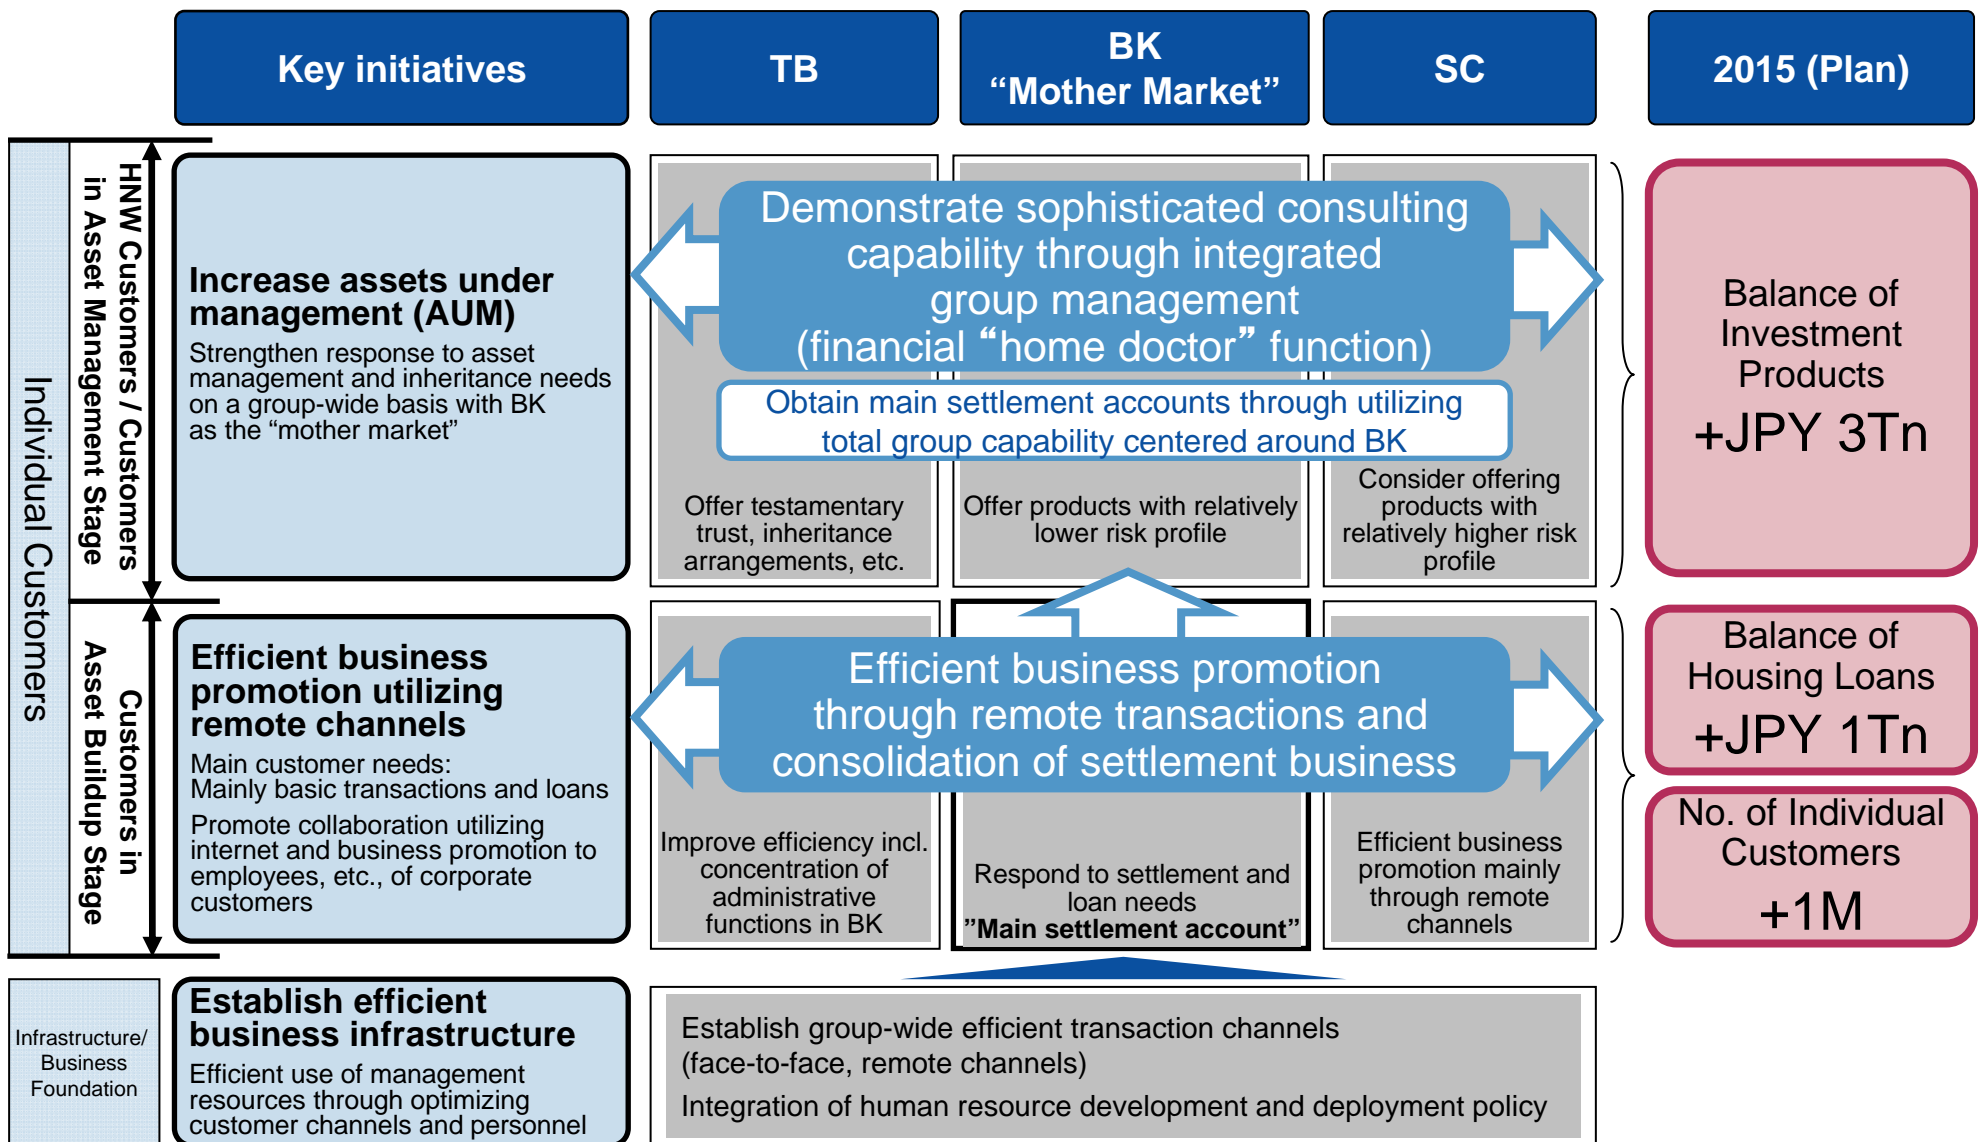 Key initiatives
TB
BK
“Mother Market”
SC
2015 (Plan)
Individual Customers
HNW Customers / Customers
in Asset Management Stage
Increase assets under
management (AUM)
Strengthen response to asset
management and inheritance needs
on a group-wide basis with BK
as the “mother market”
Demonstrate sophisticated consulting
capability through integrated
group management
(financial “home doctor” function)
Obtain main settlement accounts through utilizing
total group capability centered around BK
Offer testamentary
trust, inheritance
arrangements, etc.
Offer products with relatively
lower risk profile
Consider offering
products with
relatively higher risk
profile
Balance of
Investment
Products
+JPY 3Tn
Customers in
Asset Buildup Stage
Efficient business
promotion utilizing
remote channels
Main customer needs:
Mainly basic transactions and loans
Promote collaboration utilizing
internet and business promotion to
employees, etc., of corporate
customers
Efficient business promotion
through remote transactions and
consolidation of settlement business
Improve efficiency incl.
concentration of
administrative
functions in BK
Respond to settlement and
loan needs
”Main settlement account”
Efficient business
promotion mainly
through remote
channels
Balance of
Housing Loans
+JPY 1Tn
No. of Individual
Customers
+1M
Infrastructure/
Business
Foundation
Establish efficient
business infrastructure
Efficient use of management
resources through optimizing
customer channels and personnel
Establish group-wide efficient transaction channels
(face-to-face, remote channels)
Integration of human resource development and deployment policy